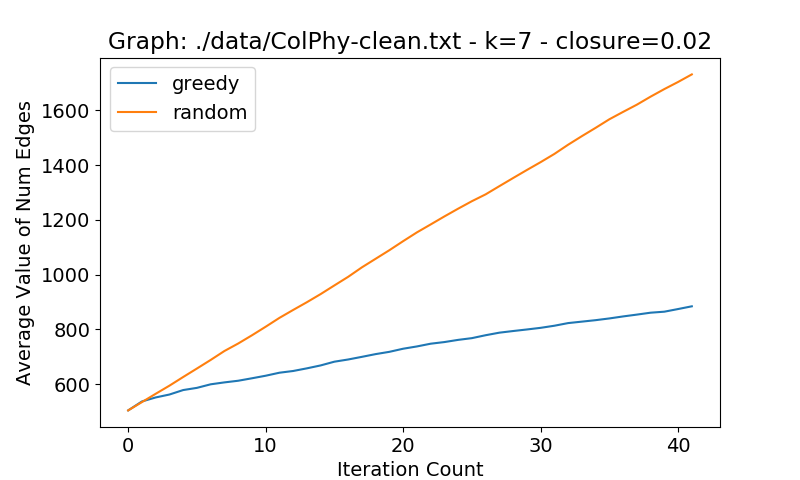 Graph: ./data/ColPhy-clean.txt - k=7 - closure=0.02
greedy
random
Average Value of Num Edges
1600
1400
1200
1000
800
600
0 10 20 30 40
Iteration Count